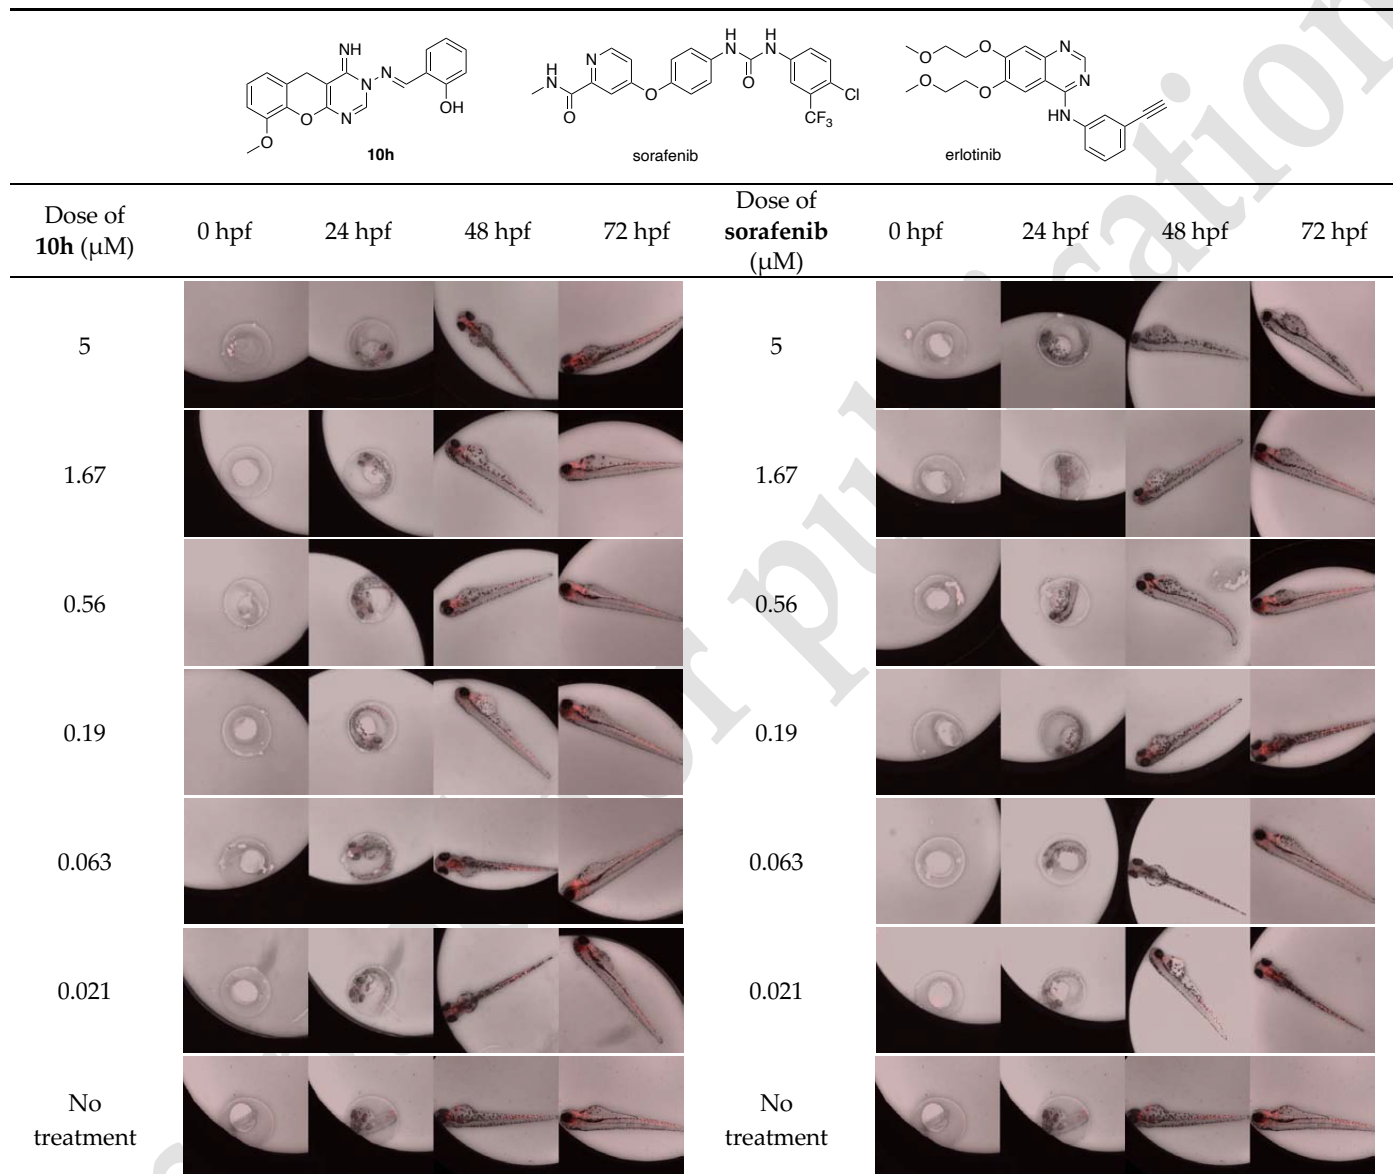 NH
N
N
N
O
O
OH
10h
H
N
O
N
O
H
N
H
N
O
Cl
CF3
sorafenib
O
O
O
O
N
N
HN
erlotinib
Dose of
10h (μM)
0 hpf
24 hpf
48 hpf
72 hpf
Dose of
sorafenib
(μM)
0 hpf
24 hpf
48 hpf
72 hpf
5
5
1.67
1.67
0.56
0.56
0.19
0.19
0.063
0.063
0.021
0.021
No
treatment
No
treatment
or publication